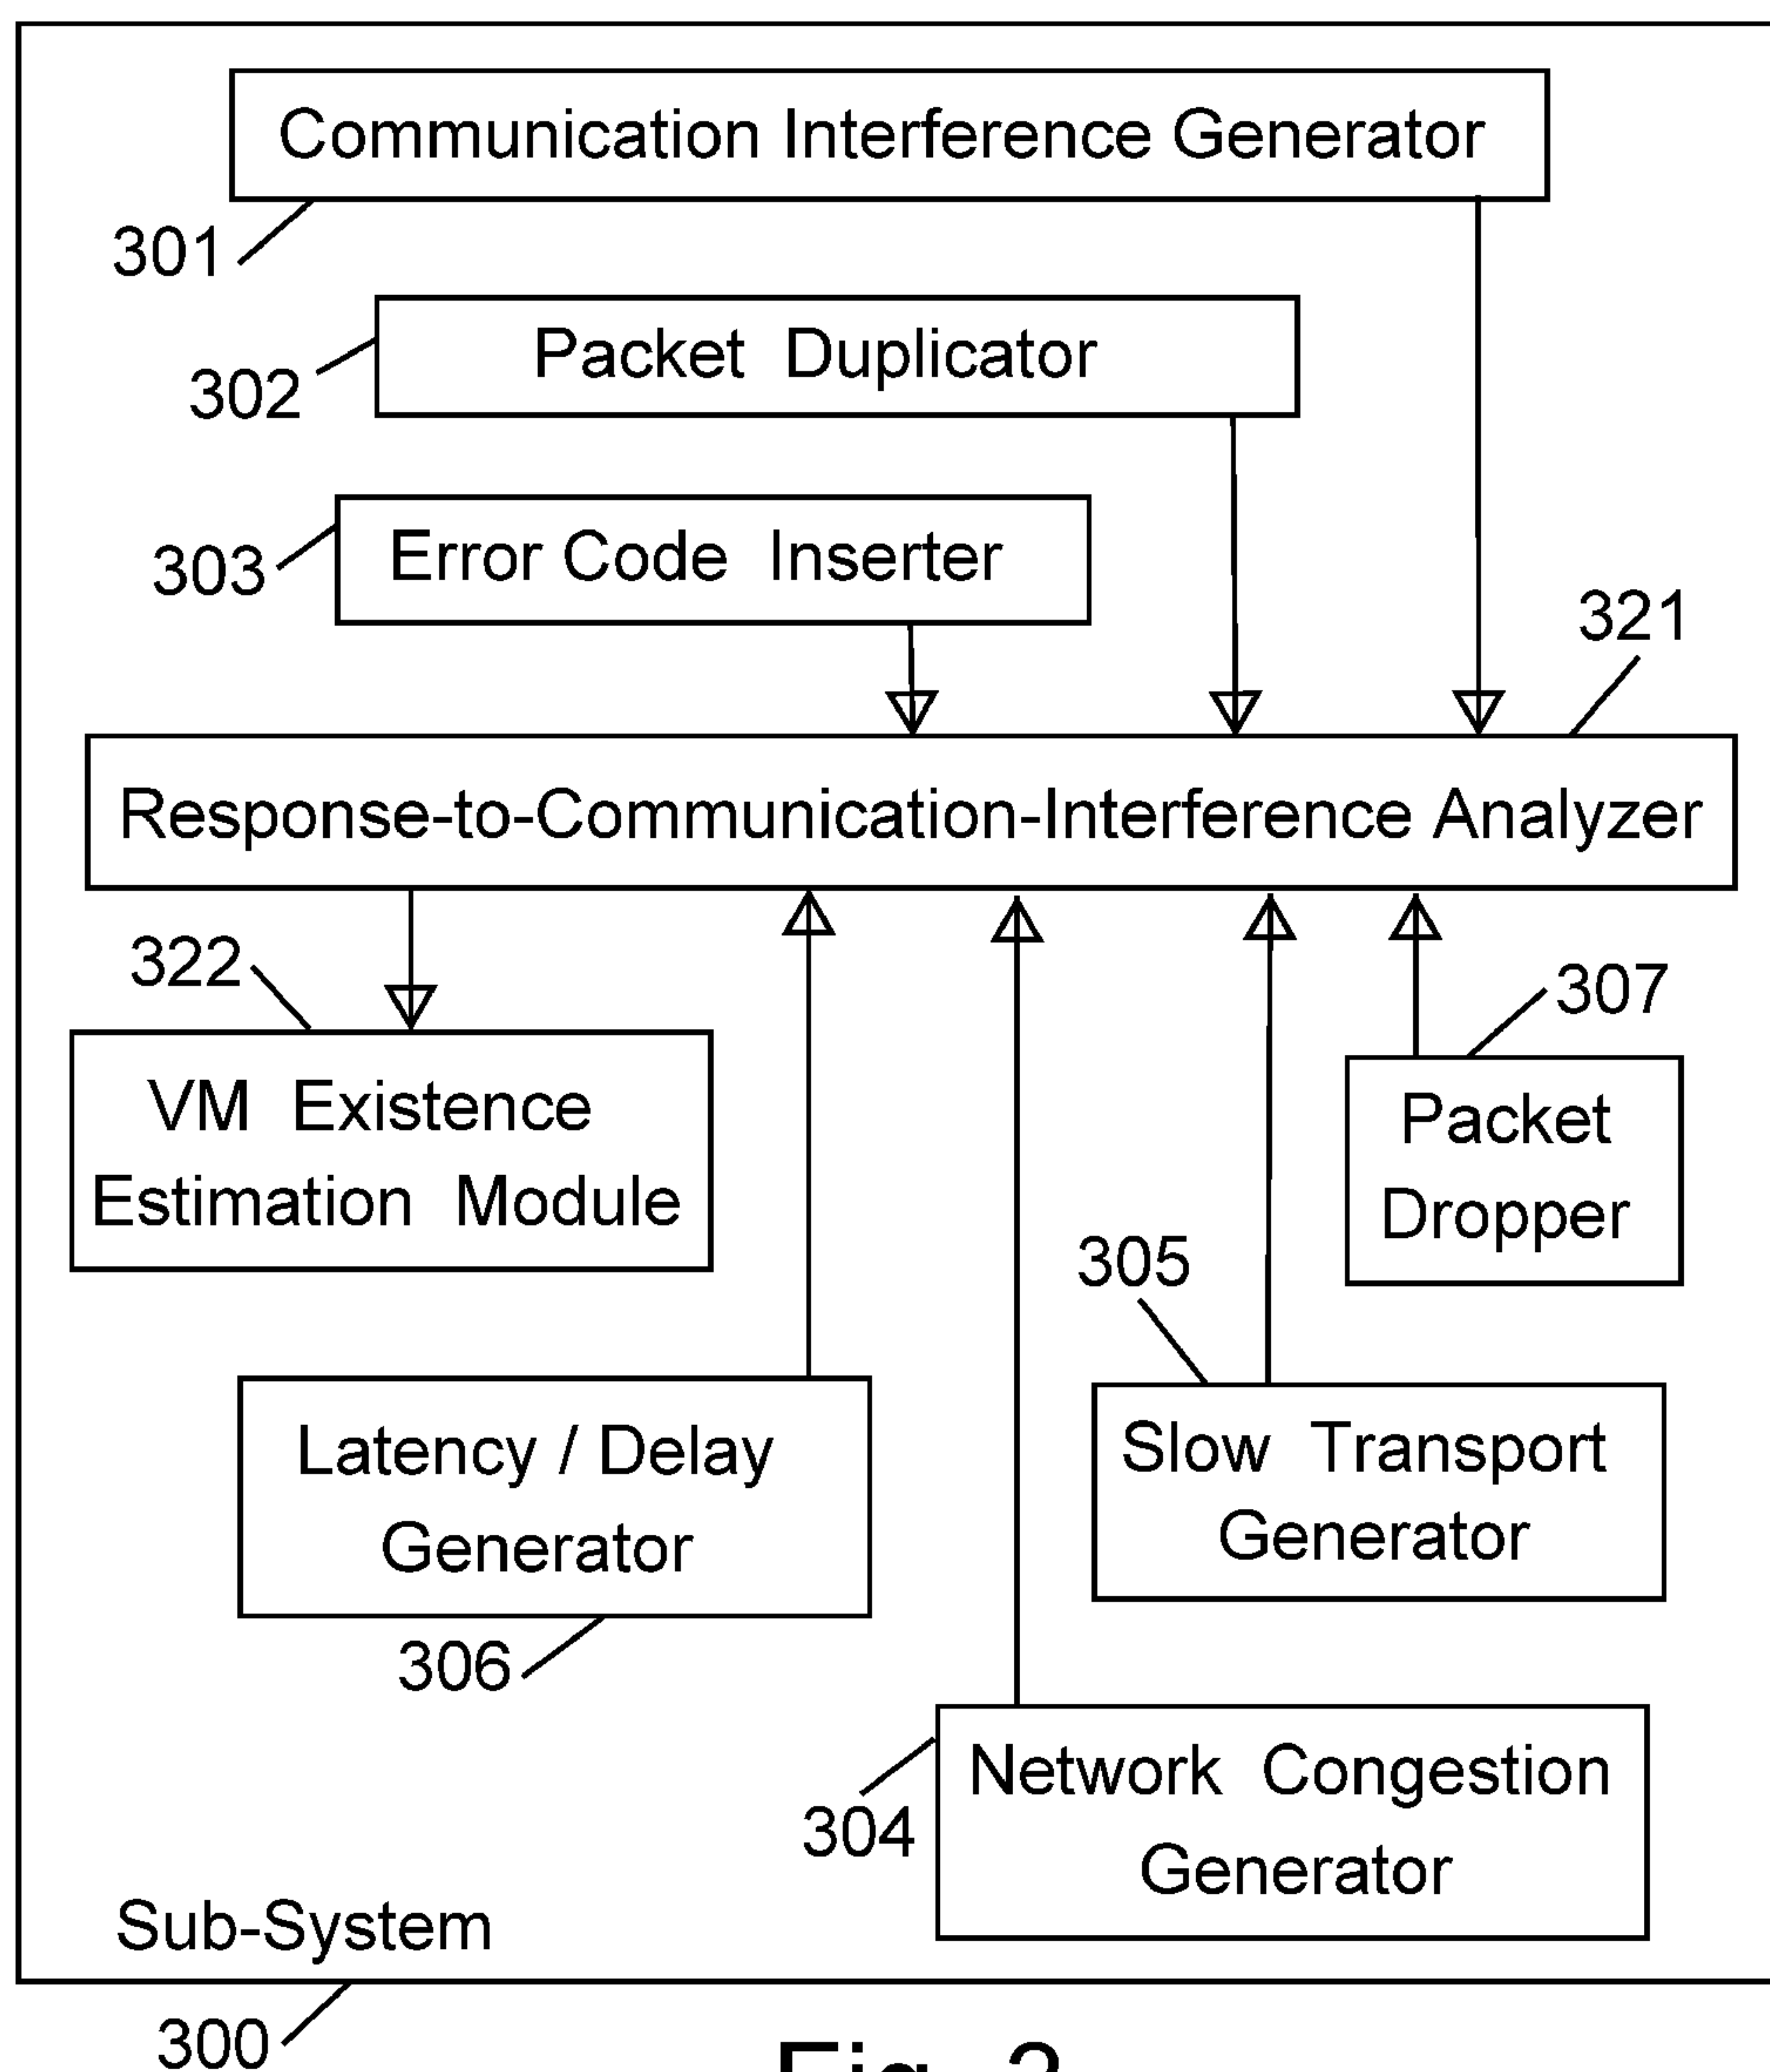 Communication Interference Generator
301
Packet Duplicator
302
Error Code Inserter
303
321
Response-to-Communication-Interference Analyzer
322
307
VM Existence
Estimation Module
Packet
Dropper
305
Latency / Delay
Generator
Slow Transport
Generator
306
Network Congestion
Generator
304
Sub-System
300